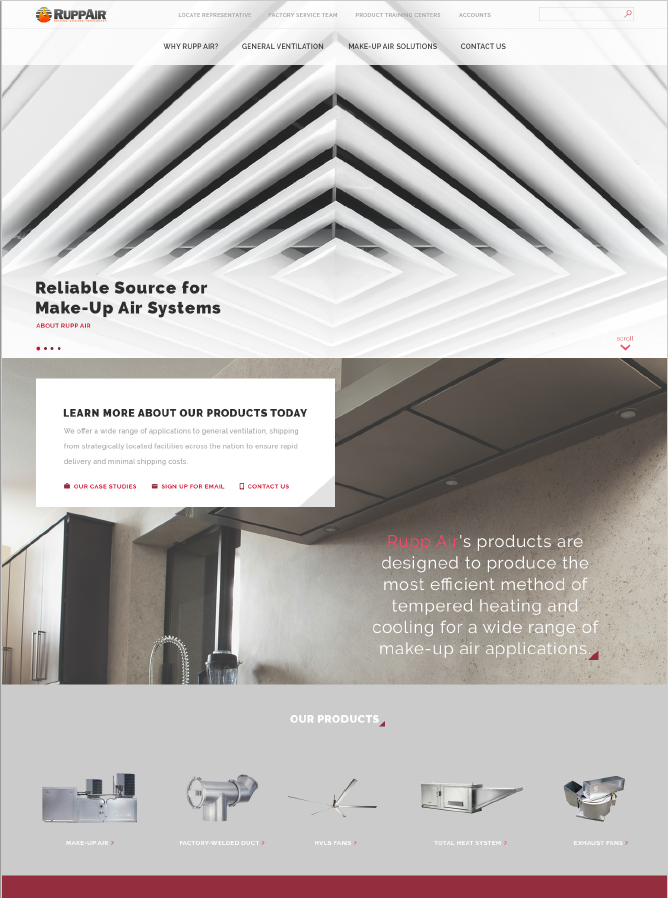 RUPPAIR
LOCATE REPRESENTATIVE FACTORY SERVICE TEAM PRODUCT TRAINING CENTERS ACCOUNTS
WHY RUPP AIR? GENERAL VENTILATION MAKE-UP AIR SOLUTIONS CONTACT US
Reliable Source for
Make-Up Air Systems
ABOUT RUPP AIR
scroll
LEARN MORE ABOUT OUR PRODUCTS TODAY
We offer a wide range of applications to general ventilation, shipping
from strategically located facilities across the nation to ensure rapid
delivery and minimal shipping costs.
OUR CASE STUDIES SIGN UP FOR EMAIL CONTACT US
Rupp Air's products are
designed to produce the
most efficient method of
tempered heating and
cooling for a wide range of
make-up air applications.
OUR PRODUCTS
MAKE-UP AIR > FACTORY-WELDED DUCT > HVLS FANS > TOTAL HEAT SYSTEM > EXHAUST FANS >